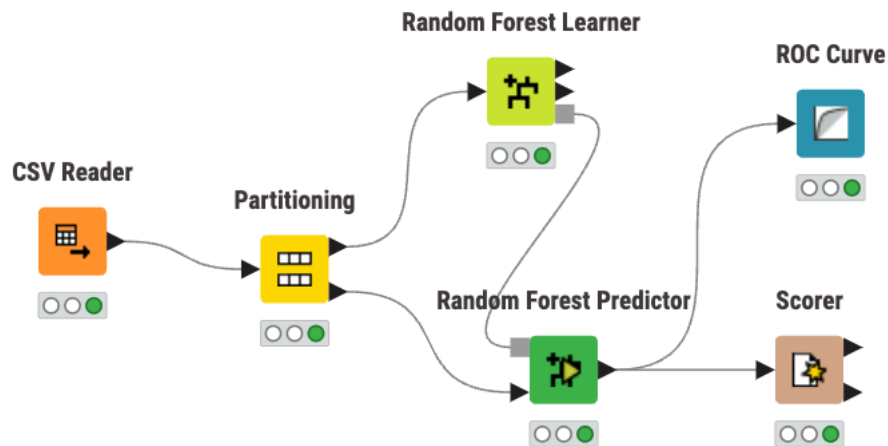 Random Forest Learner
ROC Curve
CSV Reader
Partitioning
Random Forest Predictor
Scorer